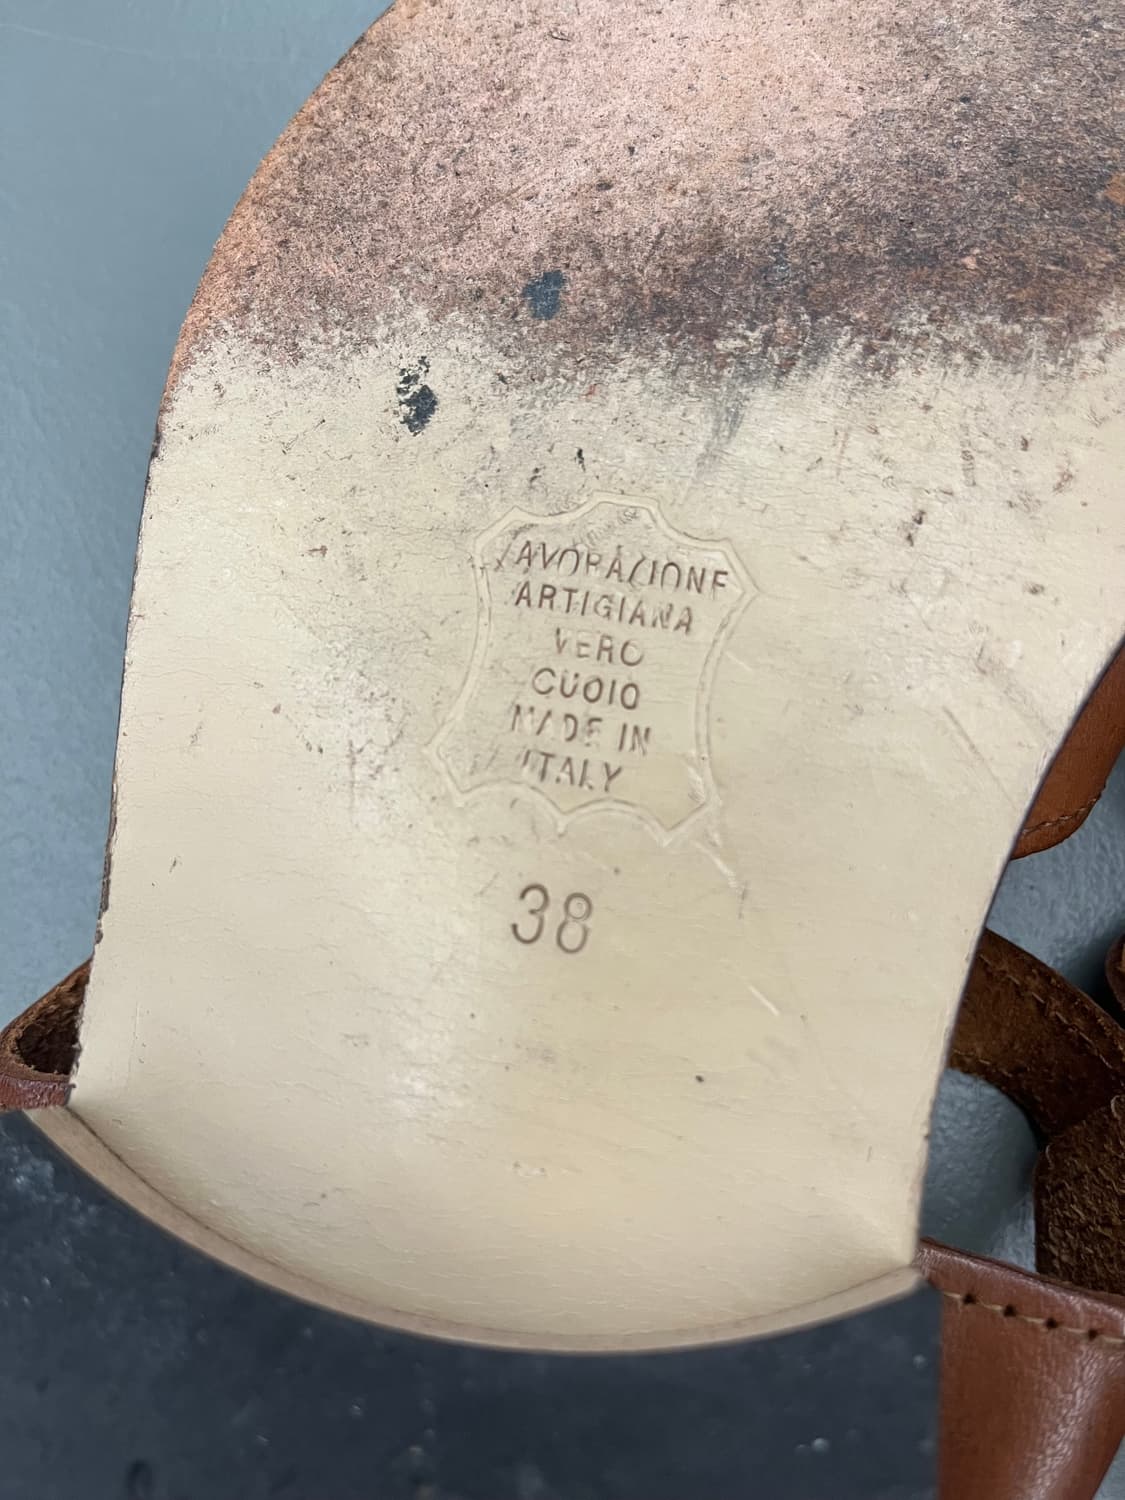 LAVORAZIONE
ARTIGIANA
VERO
CUOIO
MADE IN
ITALY
38